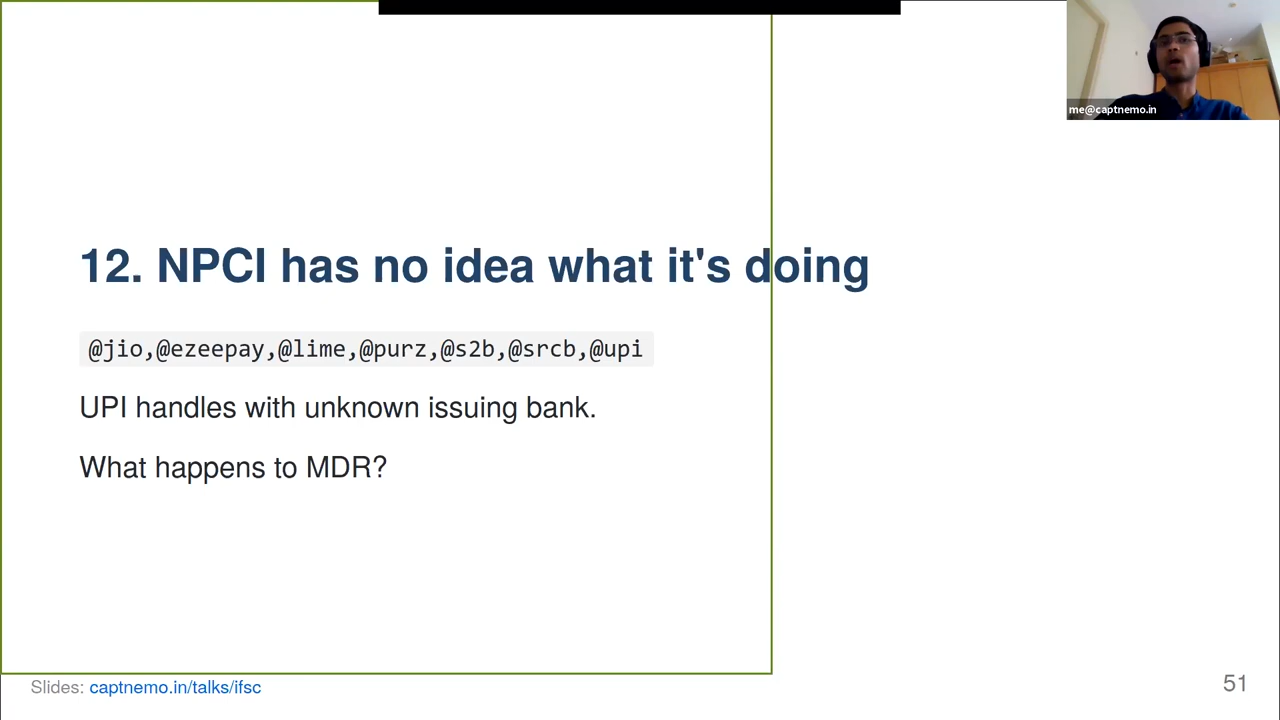 me@captnemo.in
12. NPCI has no idea what it's doing
@jio,@ezeepay,@lime,@purz,@s2b,@srcb,@upi
UPI handles with unknown issuing bank.
What happens to MDR?
Slides: captnemo.in/talks/ifsc
51